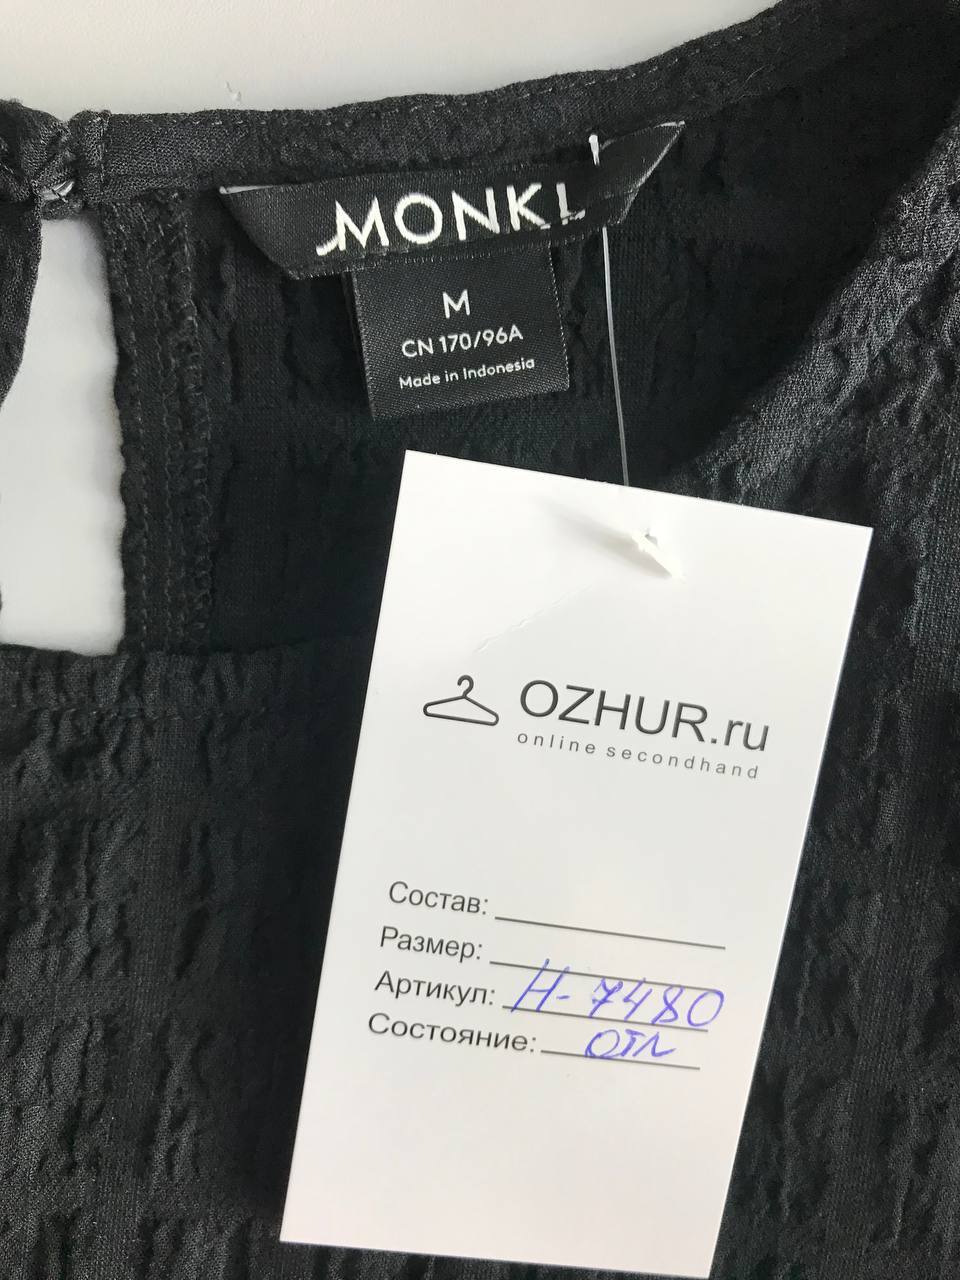 MONKI
M
CN 170/96A
Made in Indonesia
OZHUR.ru
online secondhand
Состав:
Размер:
Артикул: Н-7480
Состояние: отл